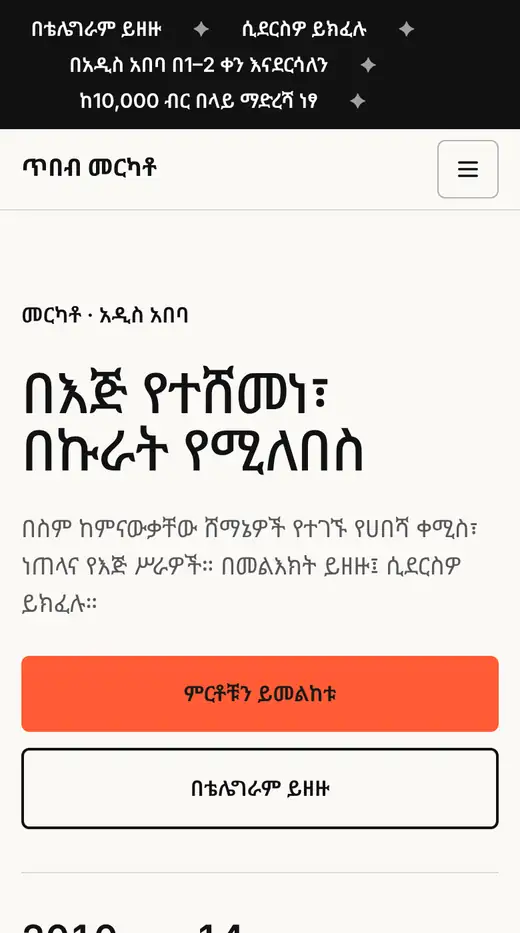 በቴሌግራም ይዘዙ ✦ ሲደርስዎ ይክፈሉ ✦
በአዲስ አበባ በ1–2 ቀን እናደርሳለን ✦
ከ10,000 ብር በላይ ማድረሻ ነፃ ✦
ጥበብ መርካቶ
መርካቶ · አዲስ አበባ
በእጅ የተሸመነ፣
በኩራት የሚለበስ
በስም ከምናውቃቸው ሸማኔዎች የተገኙ የሀበሻ ቀሚስ፣
ነጠላና የእጅ ሥራዎች። በመልእክት ይዘዙ፤ ሲደርስዎ
ይክፈሉ።
ምርቶቹን ይመልከቱ
በቴሌግራም ይዘዙ